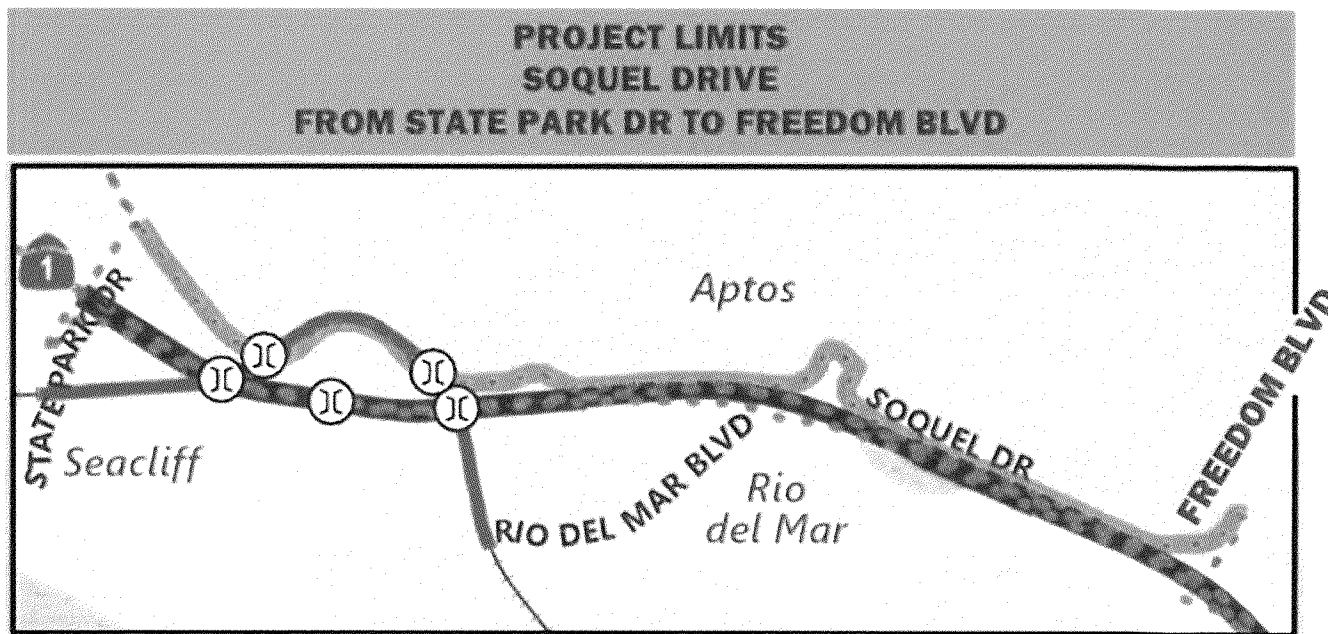 PROJECT LIMITS
SOQUEL DRIVE
FROM STATE PARK DR TO FREEDOM BLVD
1
STATE PARK DR
Aptos
FREEDOM BLVD
SOQUEL DR
Seacliff
RIO DEL MAR BLVD
Rio
del Mar